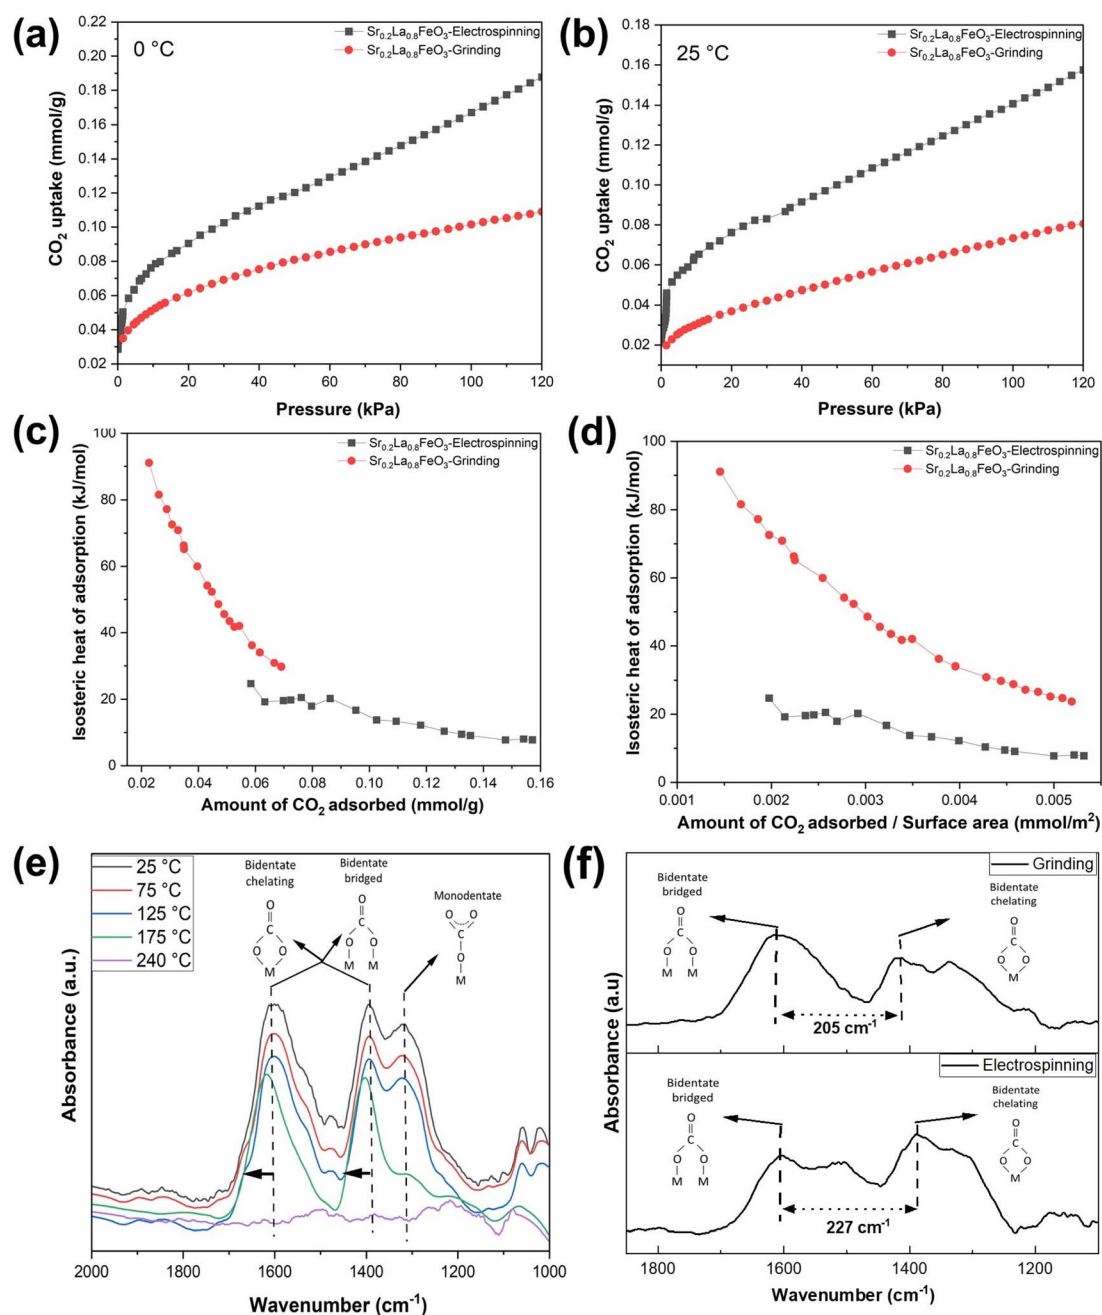 (a)
0 °C
Sr0.2La0.8FeO3-Electrospinning
Sr0.2La0.8FeO3-Grinding
CO2 uptake (mmol/g)
0.22
0.20
0.18
0.16
0.14
0.12
0.10
0.08
0.06
0.04
0.02
0 20 40 60 80 100 120
Pressure (kPa)
(b)
25 °C
Sr0.2La0.8FeO3-Electrospinning
Sr0.2La0.8FeO3-Grinding
CO2 uptake (mmol/g)
0.18
0.16
0.14
0.12
0.10
0.08
0.06
0.04
0.02
0 20 40 60 80 100 120
Pressure (kPa)
(c)
Sr0.2La0.8FeO3-Electrospinning
Sr0.2La0.8FeO3-Grinding
Isosteric heat of adsorption (kJ/mol)
100
80
60
40
20
0
0.02 0.04 0.06 0.08 0.10 0.12 0.14 0.16
Amount of CO2 adsorbed (mmol/g)
(d)
Sr0.2La0.8FeO3-Electrospinning
Sr0.2La0.8FeO3-Grinding
Isosteric heat of adsorption (kJ/mol)
100
80
60
40
20
0
0.001 0.002 0.003 0.004 0.005
Amount of CO2 adsorbed / Surface area (mmol/m2)
(e)
25 °C
75 °C
125 °C
175 °C
240 °C
Bidentate
chelating
O
C
O O
M
Bidentate
bridged
O
C
O O
M M
Monodentate
O O
C
O
M
Absorbance (a.u.)
2000 1800 1600 1400 1200 1000
Wavenumber (cm-1)
(f)
Grinding
Bidentate
bridged
O
C
O O
M M
Bidentate
chelating
O
C
O O
M
205 cm-1
Electrospinning
Bidentate
bridged
O
C
O O
M M
Bidentate
chelating
O
C
O O
M
227 cm-1
Absorbance (a.u)
1800 1600 1400 1200
Wavenumber (cm-1)